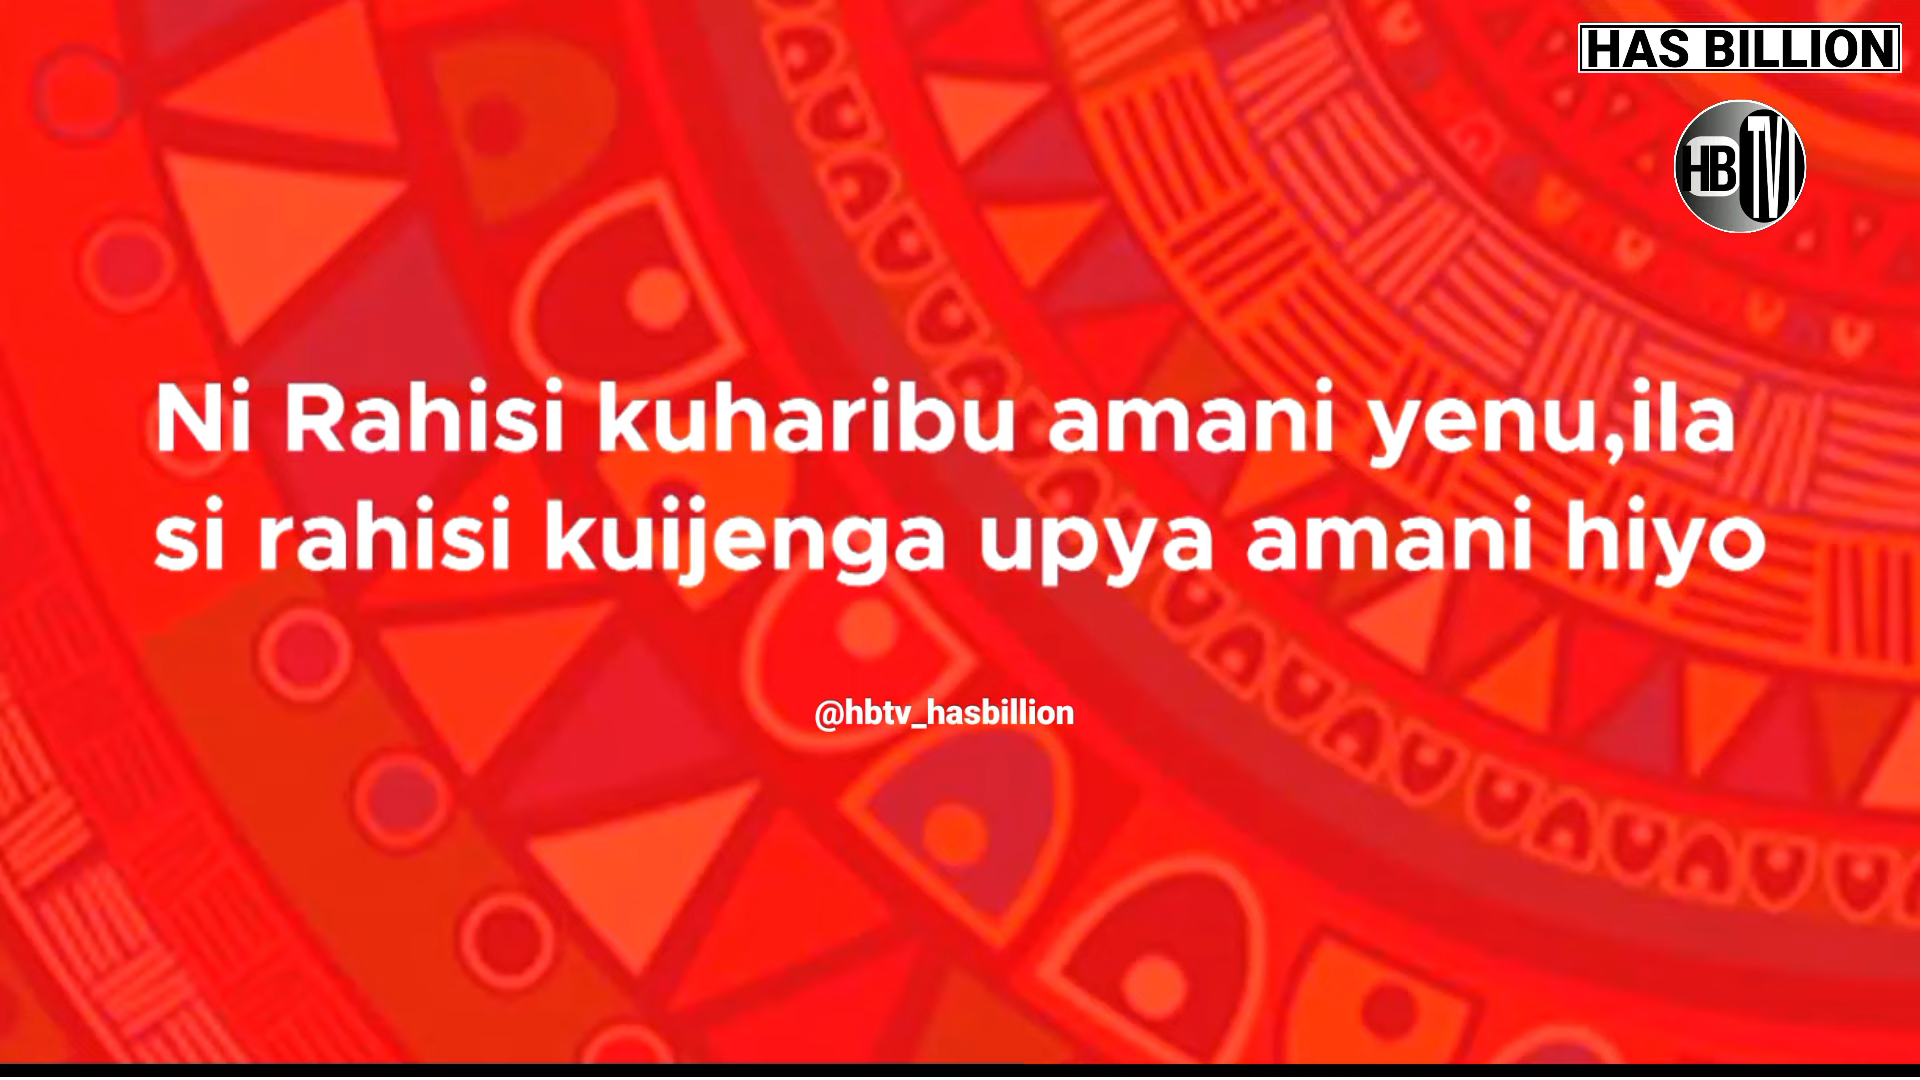 HAS BILLION
HB TV
Ni Rahisi kuharibu amani yenu,ila
si rahisi kuijenga upya amani hiyo
@hbtv_hasbillion